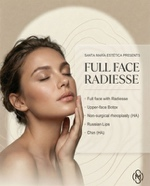 SANTA MARIA ESTETICA PRESENTS
FULL FACE
RADIESSE
Full face with Radiesse
Upper-face Botox
Non-surgical rhinoplasty (HA)
Russian Lips
Chin (HA)